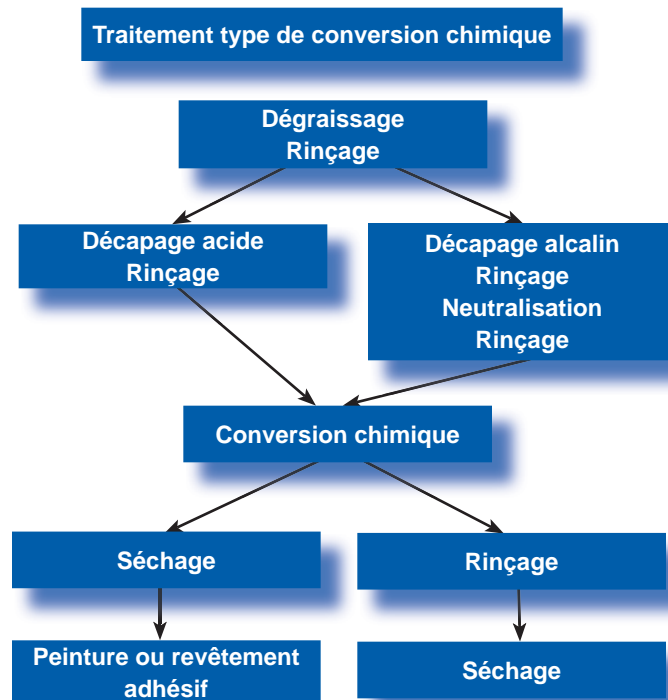 Traitement type de conversion chimique
Dégraissage
Rinçage
Décapage acide
Rinçage
Décapage alcalin
Rinçage
Neutralisation
Rinçage
Conversion chimique
Séchage
Rinçage
Peinture ou revêtement
adhésif
Séchage